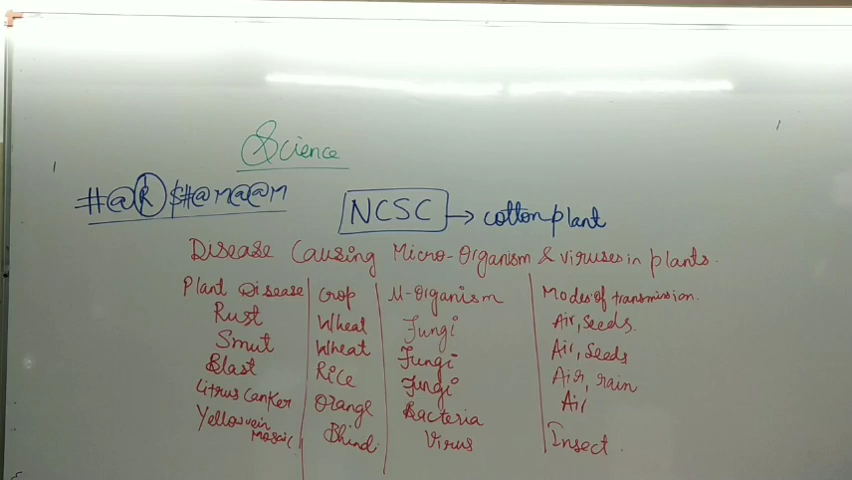 Science
#@R$#@M@@M
NCSC → cottonplant
Disease Causing Micro-Organism & viruses in plants.
Plant Disease Crop M-Organism Modes of transmission.
Rust Wheat Fungi Air, seeds.
Smut Wheat Fungi Air, seeds
Blast Rice Fungi Air, rain
Citrus canker Orange Bacteria Air
Yellow vein Mosaic Bhindi Virus Insect.